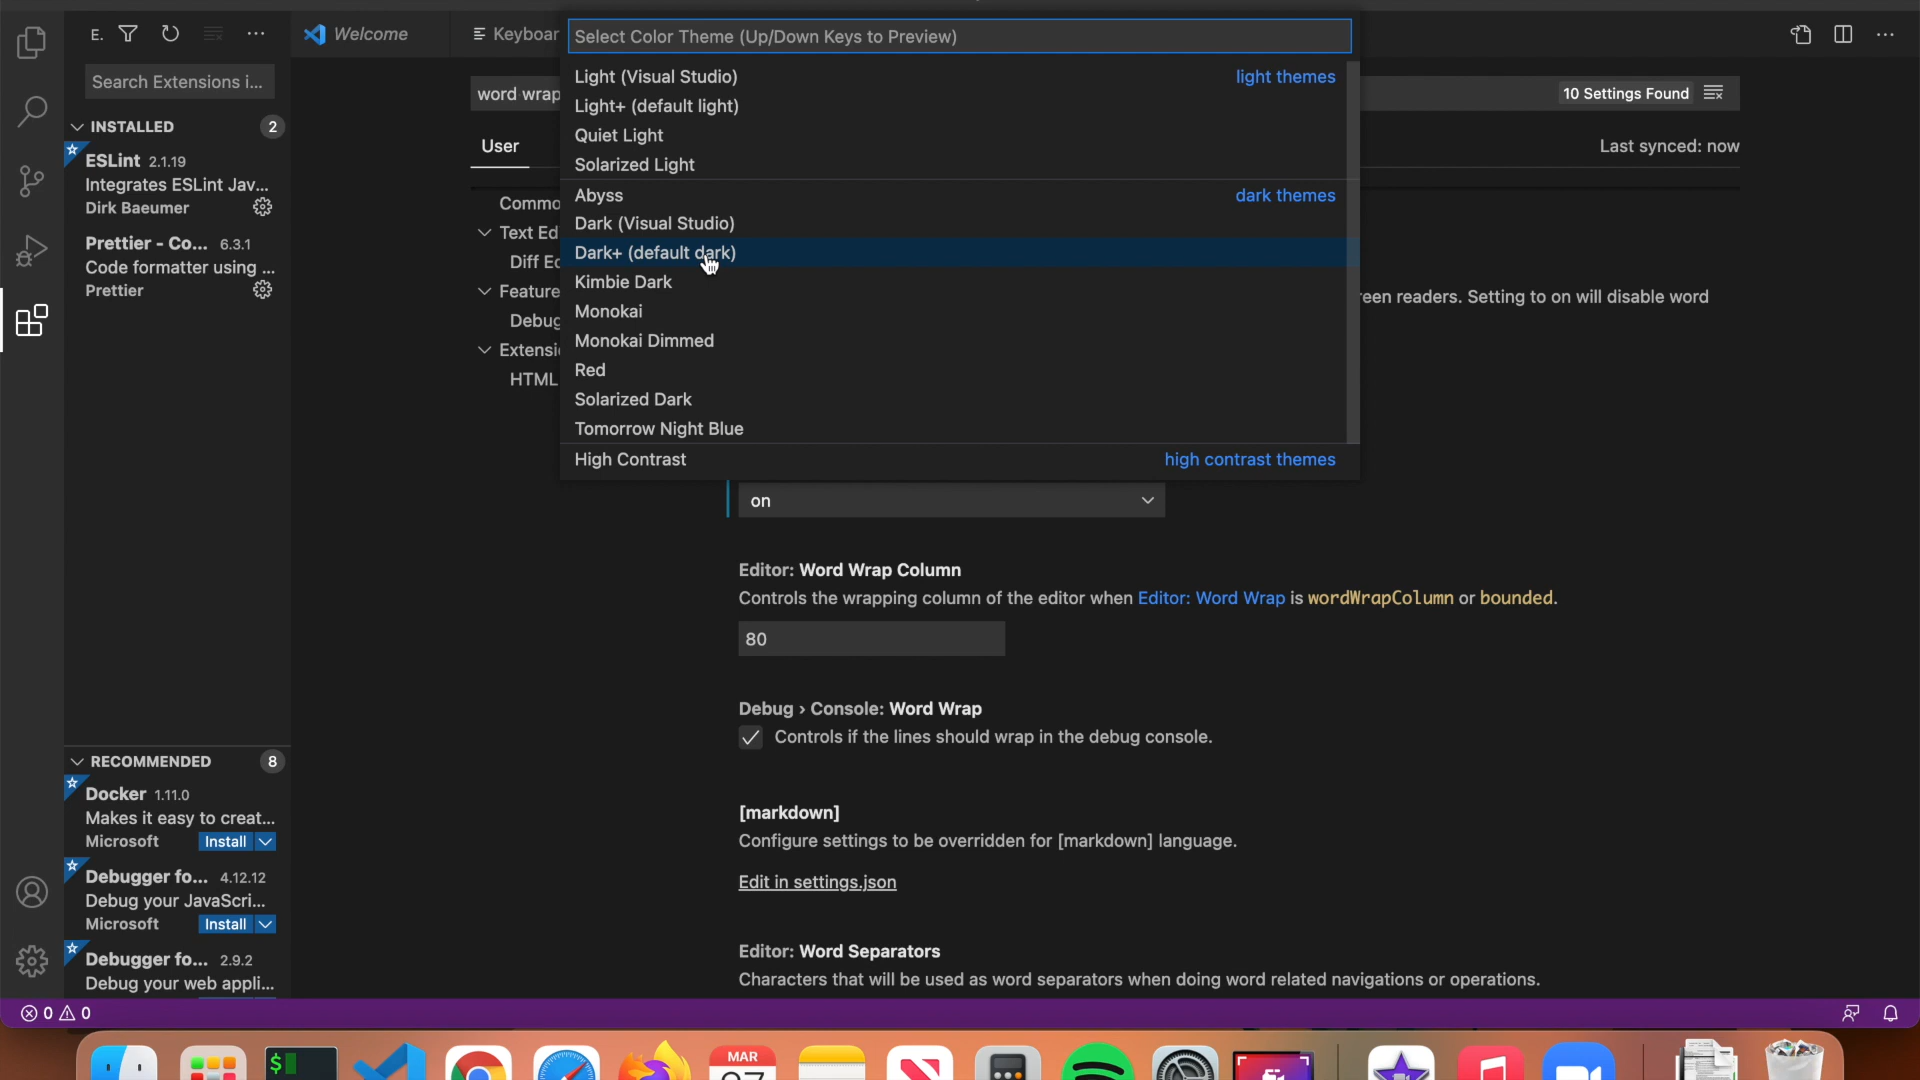 E.
Welcome
Keyboar
Select Color Theme (Up/Down Keys to Preview)
Search Extensions i...
INSTALLED 2
ESLint 2.1.19
Integrates ESLint Jav...
Dirk Baeumer
Prettier - Co... 6.3.1
Code formatter using ...
Prettier
word wrap
10 Settings Found
User
Last synced: now
Commo
Text Ed
Diff Ed
Feature
Debug
Extensi
HTML
Light (Visual Studio) light themes
Light+ (default light)
Quiet Light
Solarized Light
Abyss dark themes
Dark (Visual Studio)
Dark+ (default dark)
Kimbie Dark
Monokai
Monokai Dimmed
Red
Solarized Dark
Tomorrow Night Blue
High Contrast high contrast themes
een readers. Setting to on will disable word
on
Editor: Word Wrap Column
Controls the wrapping column of the editor when Editor: Word Wrap is wordWrapColumn or bounded.
80
Debug › Console: Word Wrap
Controls if the lines should wrap in the debug console.
[markdown]
Configure settings to be overridden for [markdown] language.
Edit in settings.json
Editor: Word Separators
Characters that will be used as word separators when doing word related navigations or operations.
RECOMMENDED 8
Docker 1.11.0
Makes it easy to creat...
Microsoft Install
Debugger fo... 4.12.12
Debug your JavaScri...
Microsoft Install
Debugger fo... 2.9.2
Debug your web appli...
0 0
$
MAR